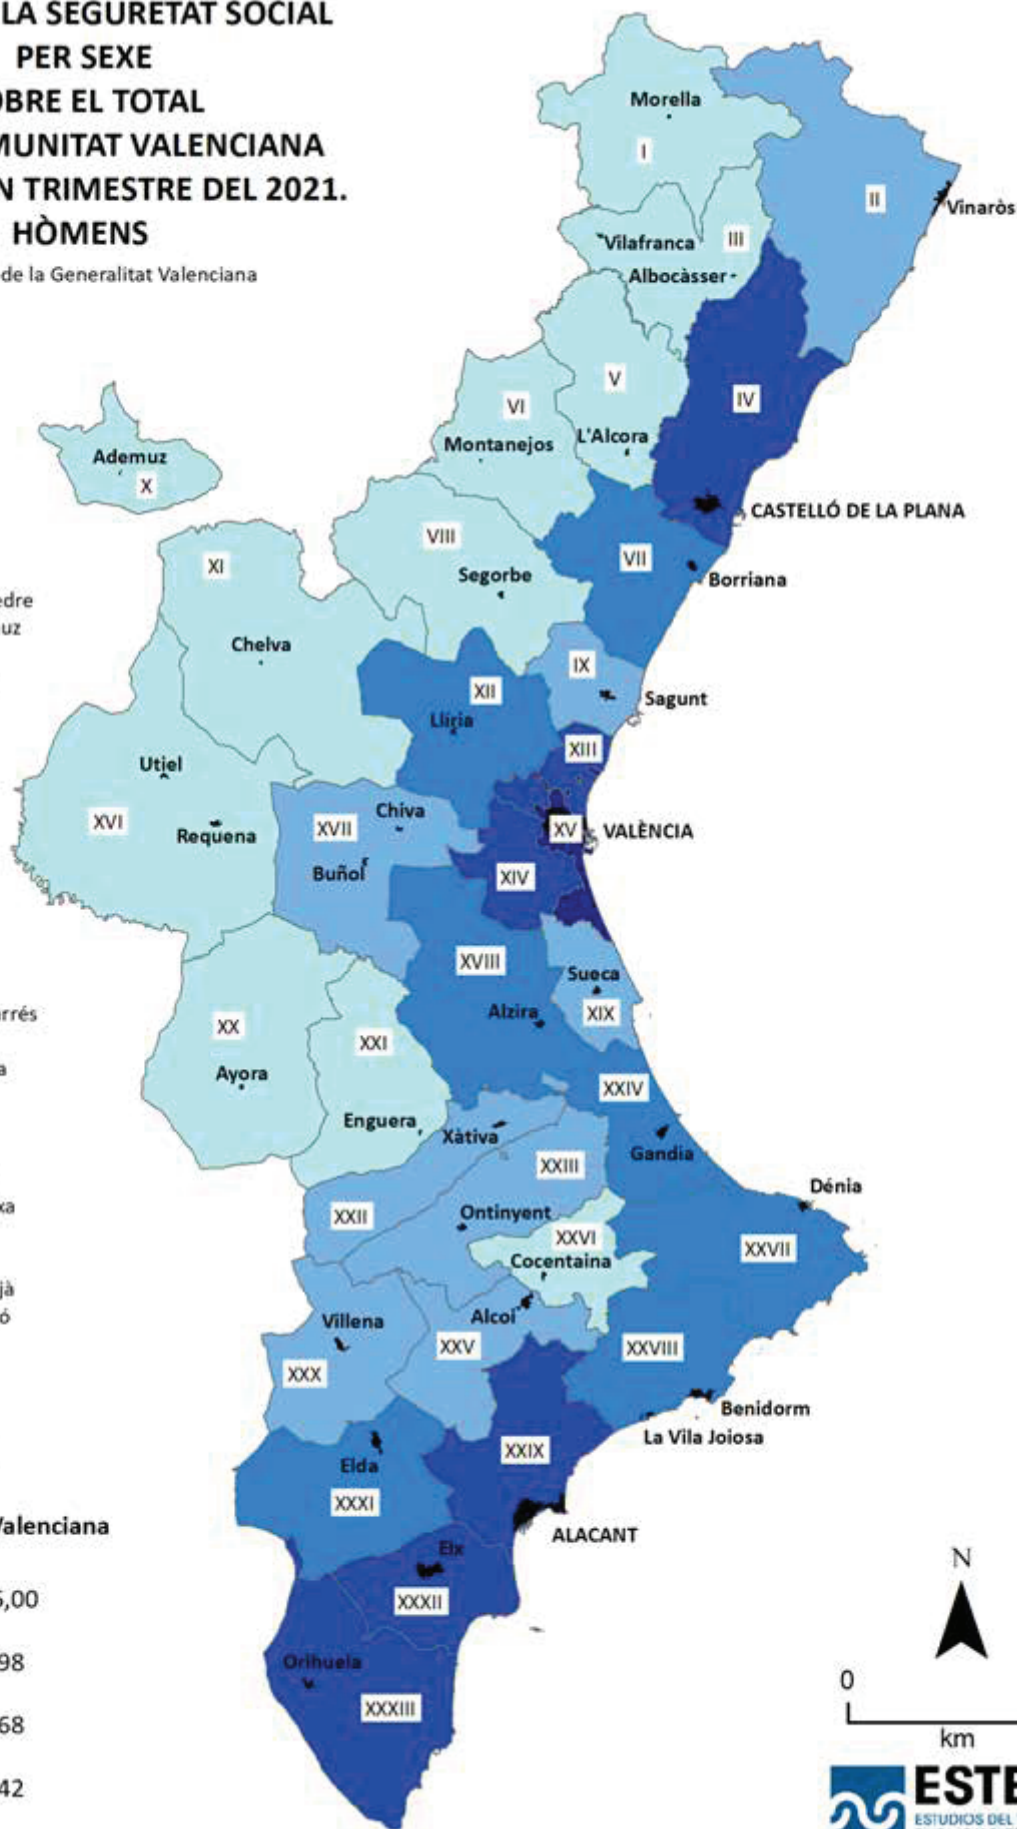 LA SEGURETAT SOCIAL
PER SEXE
OBRE EL TOTAL
MUNITAT VALENCIANA
N TRIMESTRE DEL 2021.
HÒMENS
de la Generalitat Valenciana
Morella
I
II
Vinaròs
Vilafranca
III
Albocàsser
V
IV
VI
Montanejos
L'Alcora
Ademuz
X
CASTELLÓ DE LA PLANA
VIII
XI
VII
Segorbe
Borriana
edre
uz
Chelva
IX
XII
Sagunt
Llíria
XIII
Utiel
Chiva
XVI
XVII
XV
VALÈNCIA
Requena
Buñol
XIV
XVIII
Sueca
Alzira
XIX
rrés
XX
XXI
a
Ayora
XXIV
Enguera
Xàtiva
Gandia
XXIII
Dénia
xa
XXII
Ontinyent
XXVI
XXVII
Cocentaina
jà
ó
Villena
Alcoi
XXV
XXVIII
XXX
Benidorm
La Vila Joiosa
XXIX
Elda
XXXI
Valenciana
ALACANT
Elx
N
5,00
XXXII
98
Orihuela
0
68
XXXIII
km
42
ESTE
ESTUDIOS DEL